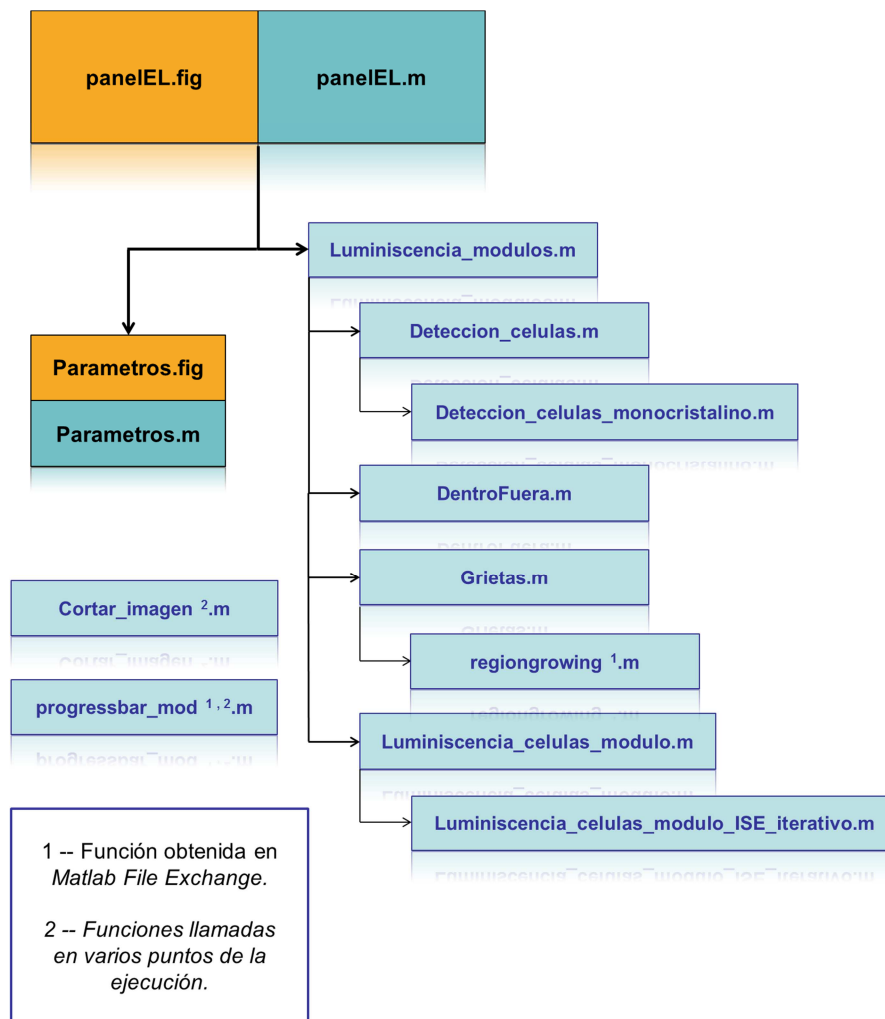 panelEL.fig
panelEL.m
Luminiscencia_modulos.m
Deteccion_celulas.m
Parametros.fig
Deteccion_celulas_monocristalino.m
Parametros.m
DentroFuera.m
Grietas.m
Cortar_imagen ².m
regiongrowing ¹.m
progressbar_mod ¹,².m
Luminiscencia_celulas_modulo.m
Luminiscencia_celulas_modulo_ISE_iterativo.m
1 -- Función obtenida en
Matlab File Exchange.
2 -- Funciones llamadas
en varios puntos de la
ejecución.